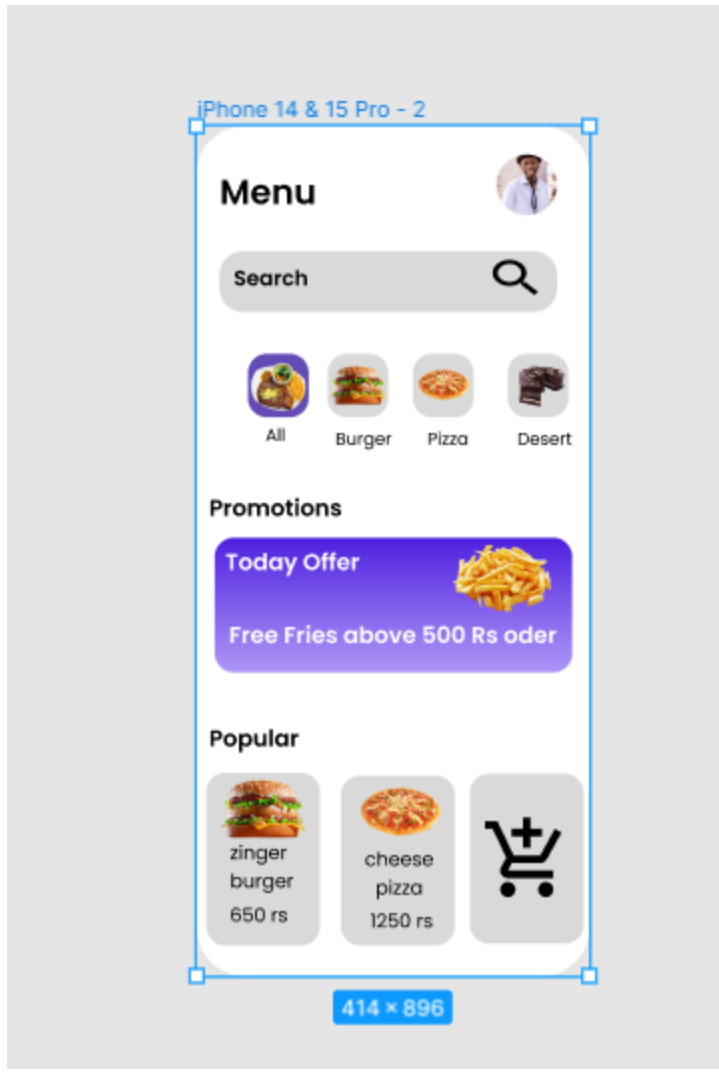 iPhone 14 & 15 Pro - 2
Menu
Search
All
Burger
Pizza
Desert
Promotions
Today Offer
Free Fries above 500 Rs oder
Popular
zinger
burger
650 rs
cheese
pizza
1250 rs
414 × 896